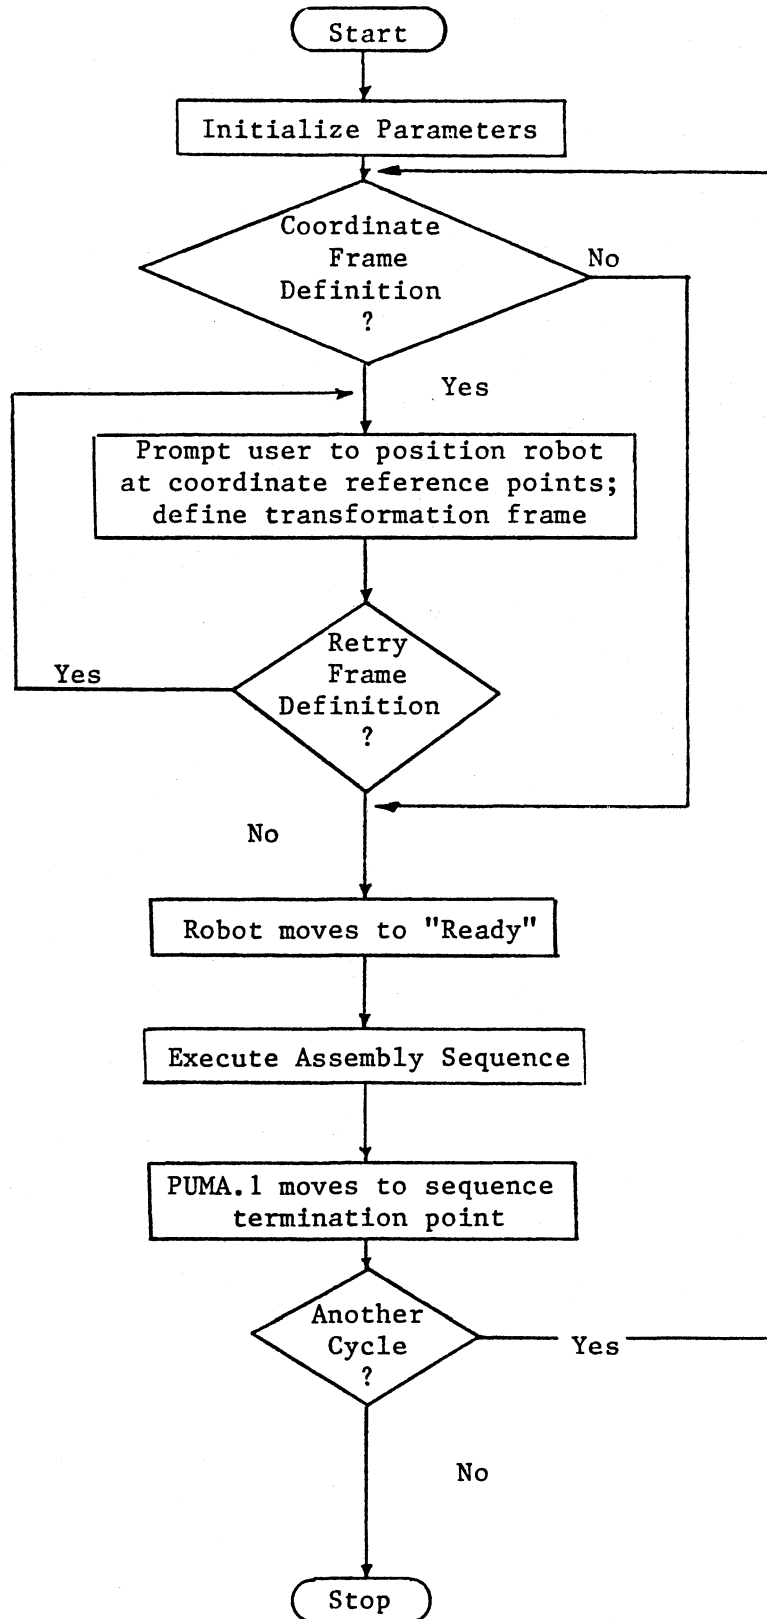 Start
Initialize Parameters
Coordinate
Frame
Definition
?
No
Yes
Prompt user to position robot
at coordinate reference points;
define transformation frame
Retry
Frame
Definition
?
Yes
No
Robot moves to "Ready"
Execute Assembly Sequence
PUMA.1 moves to sequence
termination point
Another
Cycle
?
Yes
No
Stop